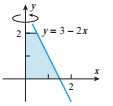 y
y = 3 – 2x
2
x
2